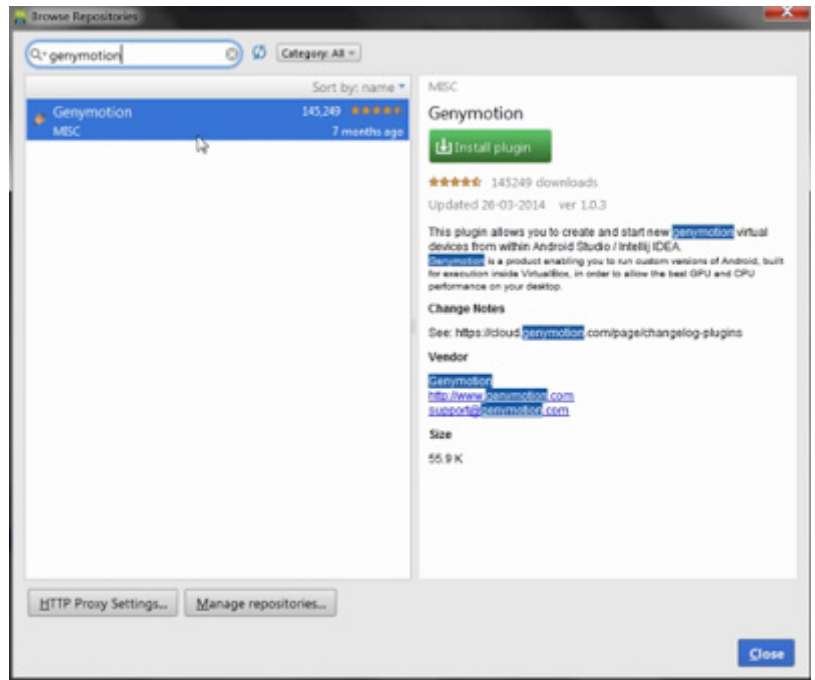 Browse Repositories
genymotion
Category: All
Sort by: name
Genymotion 145,249
MISC 7 months ago
MISC
Genymotion
Install plugin
145249 downloads
Updated 26-03-2014 ver 1.0.3
This plugin allows you to create and start new genymotion virtual
devices from within Android Studio / Intellij IDEA.
Genymotion is a product enabling you to run custom versions of Android, built
for execution inside VirtualBox, in order to allow the best GPU and CPU
performance on your desktop.
Change Notes
See: https://cloud.genymotion.com/page/changelog-plugins
Vendor
Genymotion
http://www.genymotion.com
support@genymotion.com
Size
55.9 K
HTTP Proxy Settings...
Manage repositories...
Close